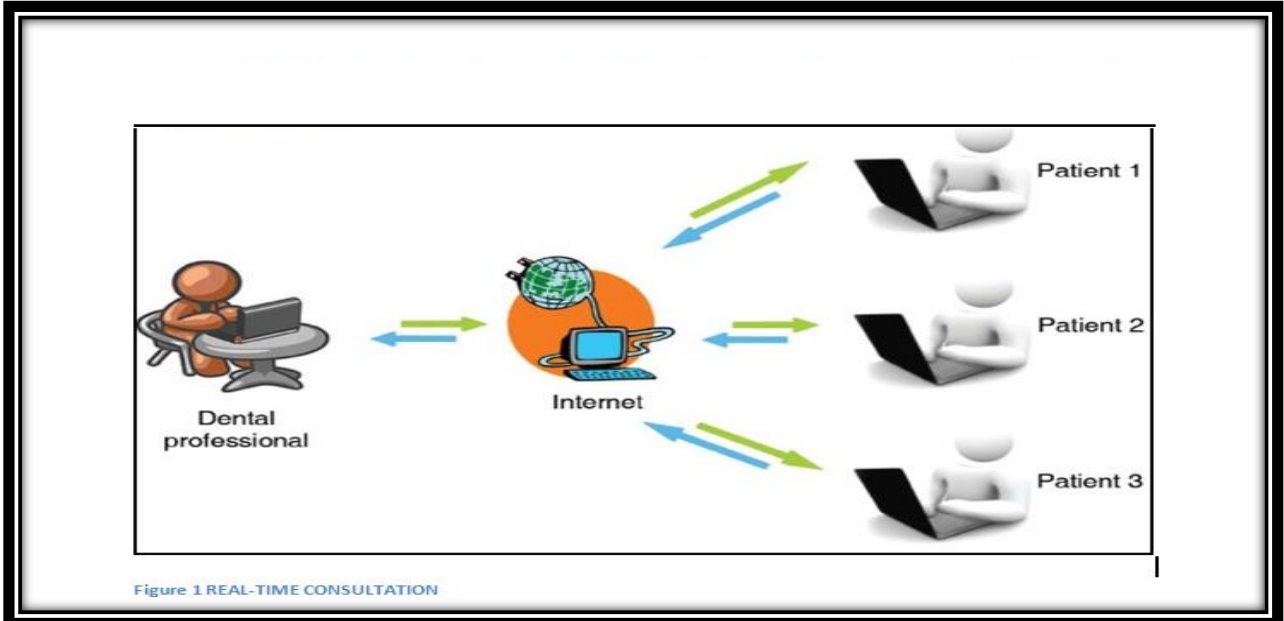 Patient 1
Patient 2
Internet
Dental
professional
Patient 3
Figure 1 REAL-TIME CONSULTATION